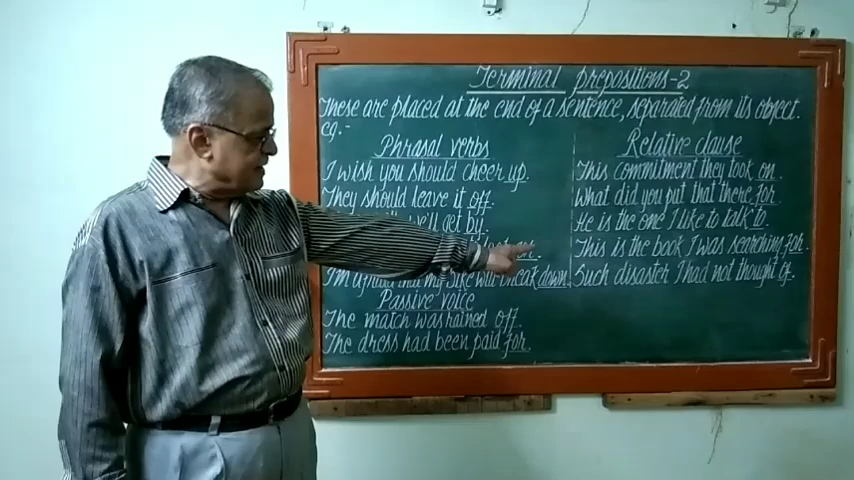 Terminal prepositions-2
These are placed at the end of a sentence, separated from its object.
eg.-
Phrasal verbs
I wish you should cheer up.
They should leave it off.
we'll get by.
I'm afraid that
break down.
Passive voice
The match was rained off.
The dress had been paid for.
Relative clause
This commitment they took on.
What did you put that there for.
He is the one I like to talk to.
This is the book I was searching for.
Such disaster I had not thought of.